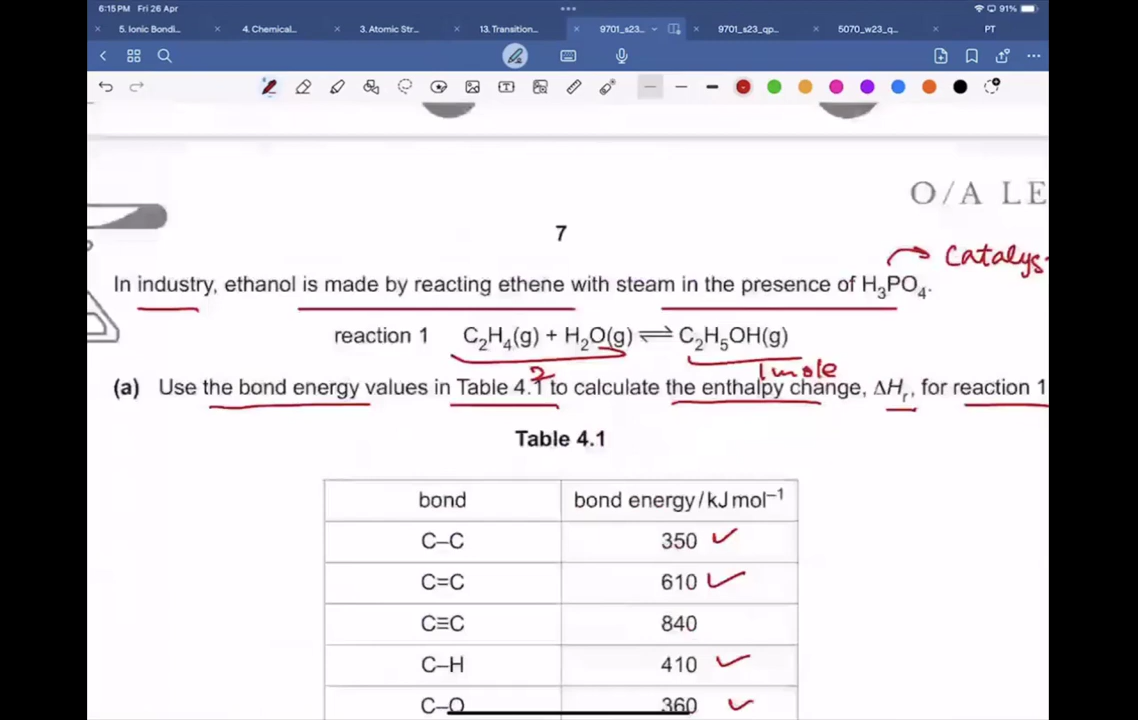 6:15 PM Fri 26 Apr
91%
5. Ionic Bondi...
4. Chemical...
3. Atomic Str...
13. Transition...
9701_s23...
9701_s23_qp...
5070_w23_q...
PT
O/A LE
7
Catalys
In industry, ethanol is made by reacting ethene with steam in the presence of H₃PO₄.
reaction 1 C₂H₄(g) + H₂O(g) ⇌ C₂H₅OH(g)
2 1 mole
(a) Use the bond energy values in Table 4.1 to calculate the enthalpy change, ΔHᵣ, for reaction 1
Table 4.1
bond bond energy/kJ mol⁻¹
C–C 350
C=C 610
C≡C 840
C–H 410
C–O 360